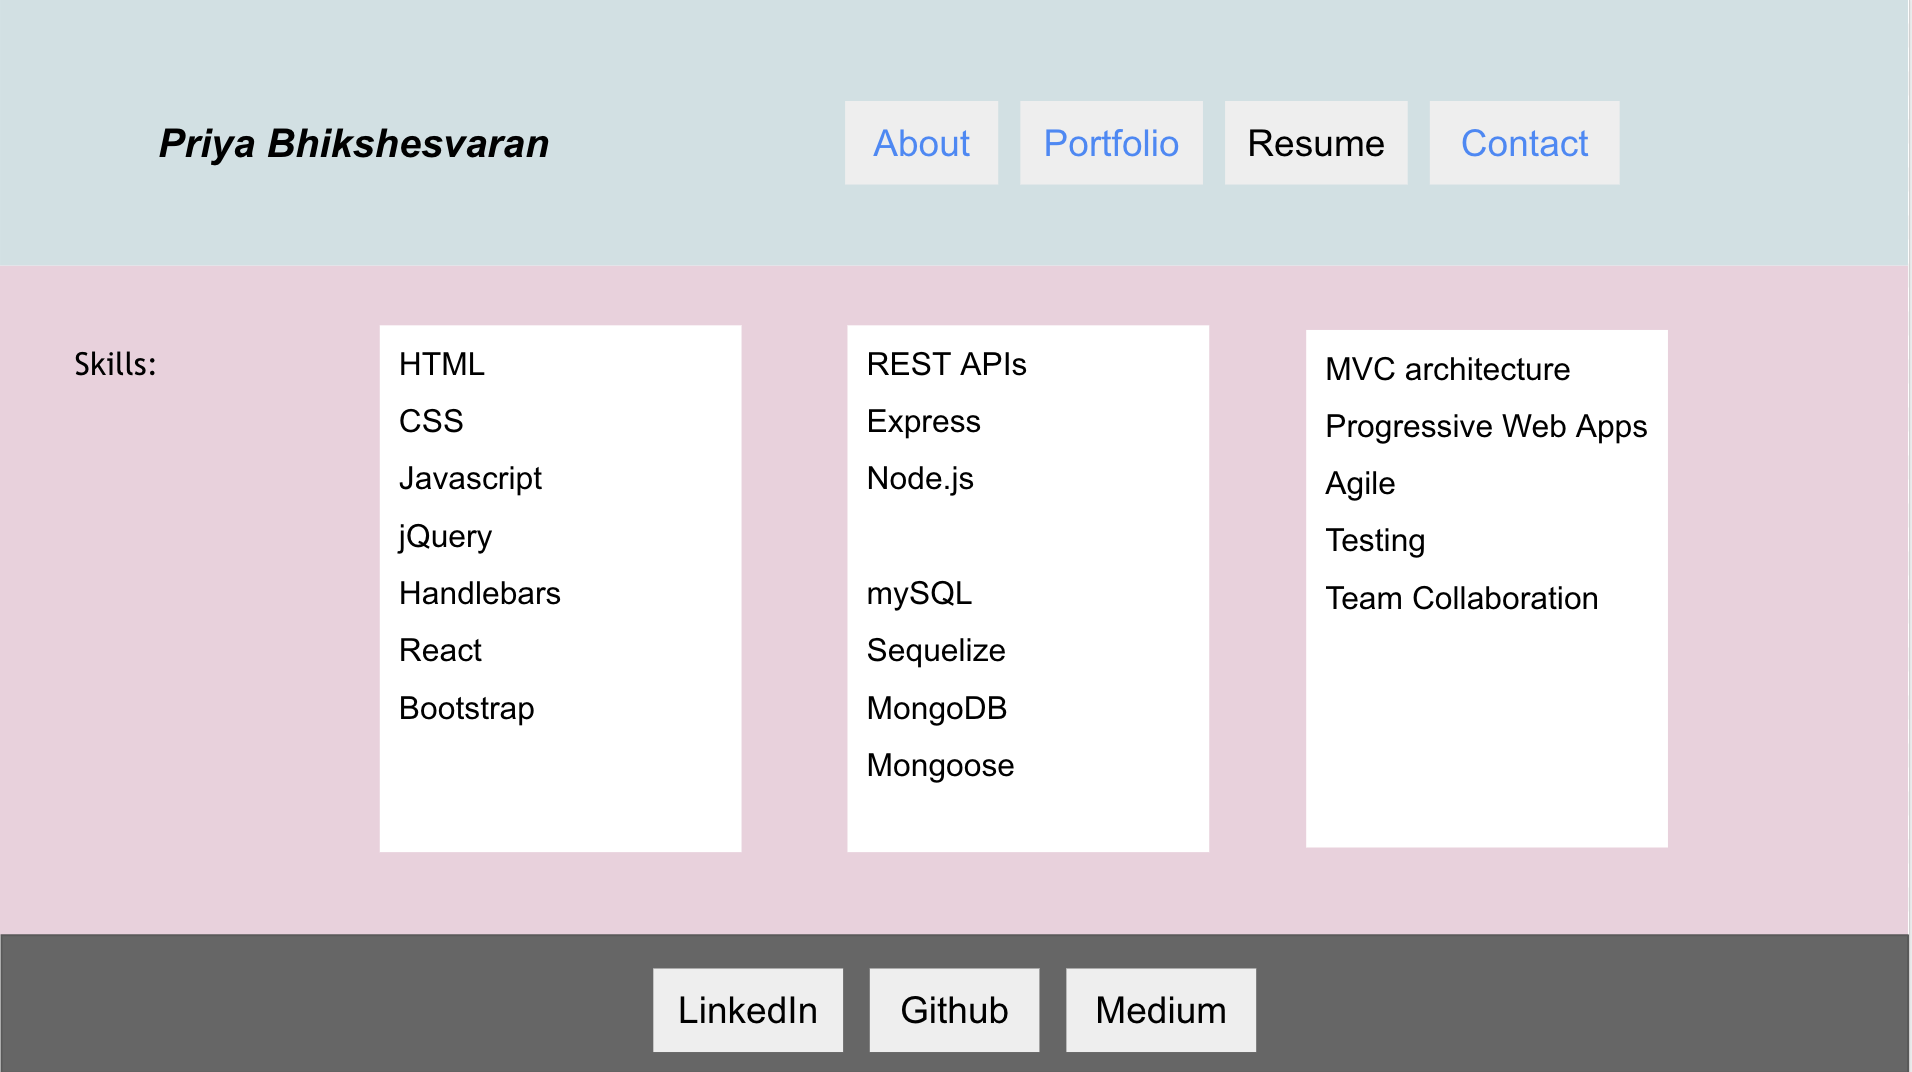 Priya Bhikshesvaran
About
Portfolio
Resume
Contact
Skills:
HTML
CSS
Javascript
jQuery
Handlebars
React
Bootstrap
REST APIs
Express
Node.js
mySQL
Sequelize
MongoDB
Mongoose
MVC architecture
Progressive Web Apps
Agile
Testing
Team Collaboration
LinkedIn
Github
Medium